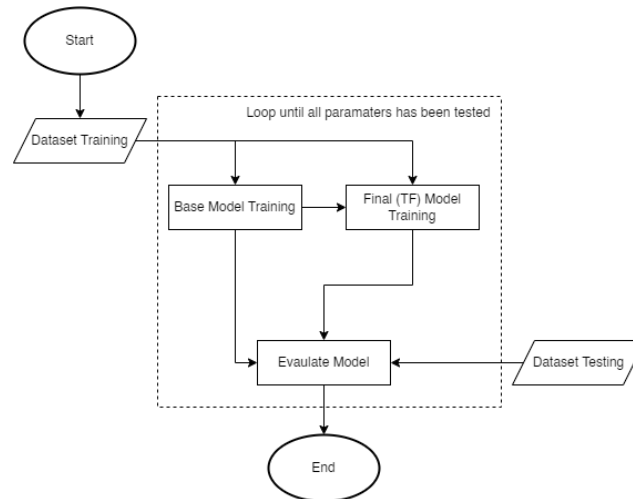 Start
Loop until all paramaters has been tested
Dataset Training
Base Model Training
Final (TF) Model
Training
Evaulate Model
Dataset Testing
End